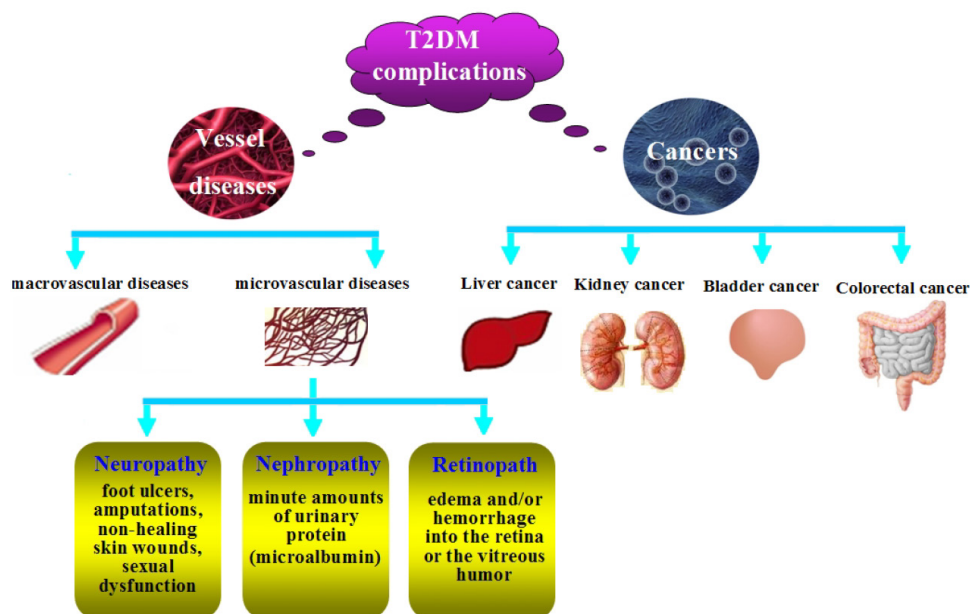 T2DM
complications
Vessel
diseases
Cancers
macrovascular diseases
microvascular diseases
Liver cancer
Kidney cancer
Bladder cancer
Colorectal cancer
Neuropathy
foot ulcers,
amputations,
non-healing
skin wounds,
sexual
dysfunction
Nephropathy
minute amounts
of urinary
protein
(microalbumin)
Retinopath
edema and/or
hemorrhage
into the retina
or the vitreous
humor